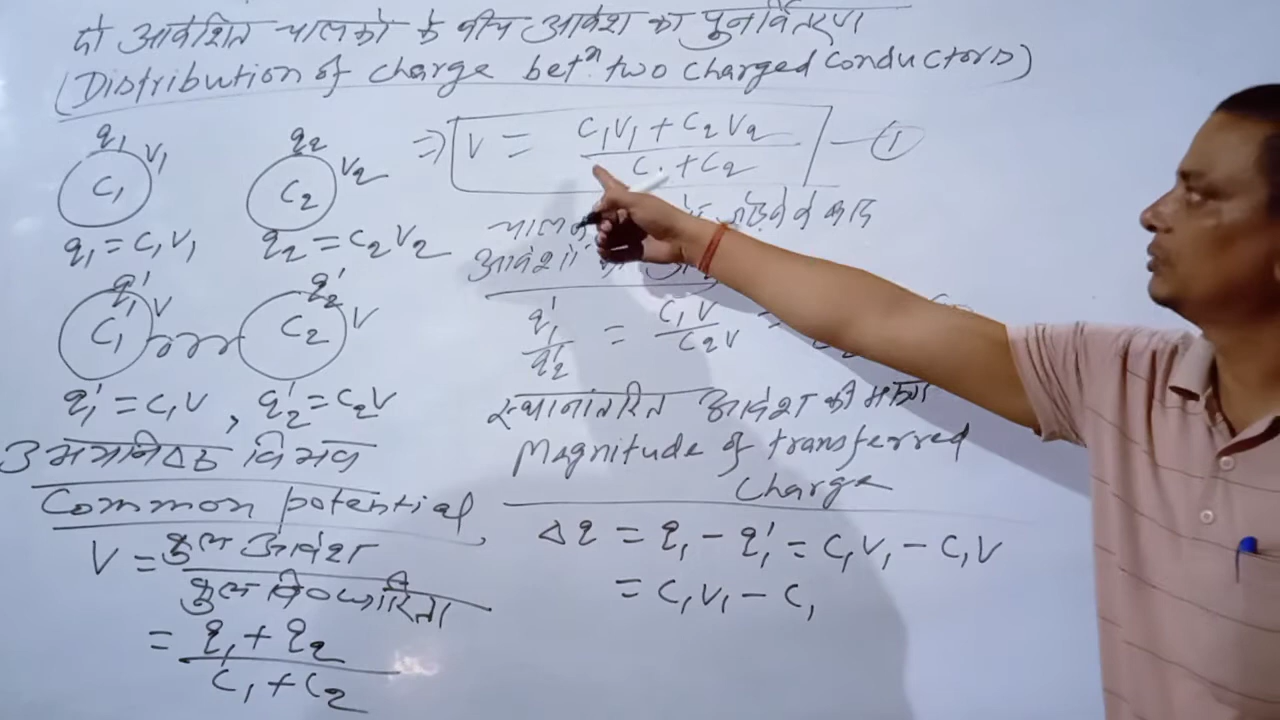 दो आवेशित चालकों के बीच आवेश का पुनर्वितरण
(Distribution of charge betⁿ two charged conductors)
q₁ V₁ C₁
q₂ V₂ C₂
q₁ = C₁V₁
q₂ = C₂V₂
q₁' V C₁
q₂' V C₂
q₁' = C₁V , q₂' = C₂V
उभयनिष्ठ विभव
Common potential
V = कुल आवेश / कुल विद्युत धारिता
= q₁ + q₂ / C₁ + C₂
⇒ V = C₁V₁ + C₂V₂ / C₁ + C₂ — ①
के बाद
आवेशों
q₁' / q₂' = C₁V / C₂V =
स्थानांतरित आवेश की मात्रा
Magnitude of transferred
Charge
Δq = q₁ - q₁' = C₁V₁ - C₁V
= C₁V₁ - C₁